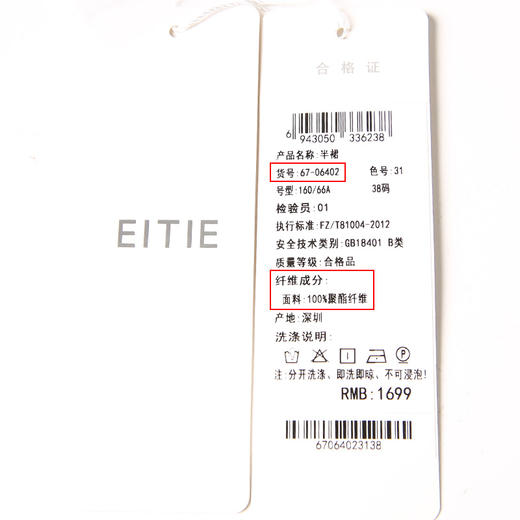 EITIE
合格证
6 943050 336238
产品名称:半裙
货号:67-06402 色号:31
号型:160/66A 38码
检验员:01
执行标准:FZ/T81004-2012
安全技术类别:GB18401 B类
质量等级:合格品
纤维成分:
面料:100%聚酯纤维
产地:深圳
洗涤说明:
注:分开洗涤、即洗即晾、不可浸泡!
RMB:1699
67064023138